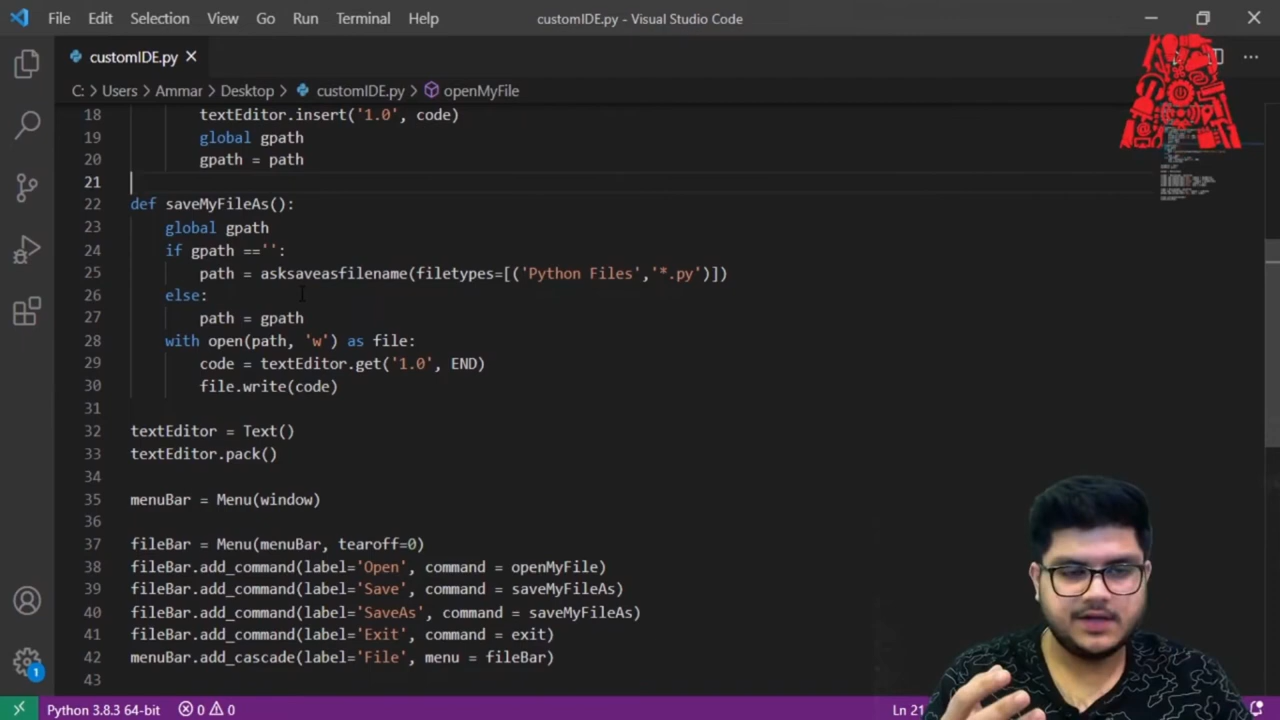 File Edit Selection View Go Run Terminal Help customIDE.py - Visual Studio Code
customIDE.py
C: > Users > Ammar > Desktop > customIDE.py > openMyFile
18 textEditor.insert('1.0', code)
19 global gpath
20 gpath = path
21
22 def saveMyFileAs():
23 global gpath
24 if gpath =='':
25 path = asksaveasfilename(filetypes=[('Python Files','*.py')])
26 else:
27 path = gpath
28 with open(path, 'w') as file:
29 code = textEditor.get('1.0', END)
30 file.write(code)
31
32 textEditor = Text()
33 textEditor.pack()
34
35 menuBar = Menu(window)
36
37 fileBar = Menu(menuBar, tearoff=0)
38 fileBar.add_command(label='Open', command = openMyFile)
39 fileBar.add_command(label='Save', command = saveMyFileAs)
40 fileBar.add_command(label='SaveAs', command = saveMyFileAs)
41 fileBar.add_command(label='Exit', command = exit)
42 menuBar.add_cascade(label='File', menu = fileBar)
43
1
Python 3.8.3 64-bit 0 0 Ln 21